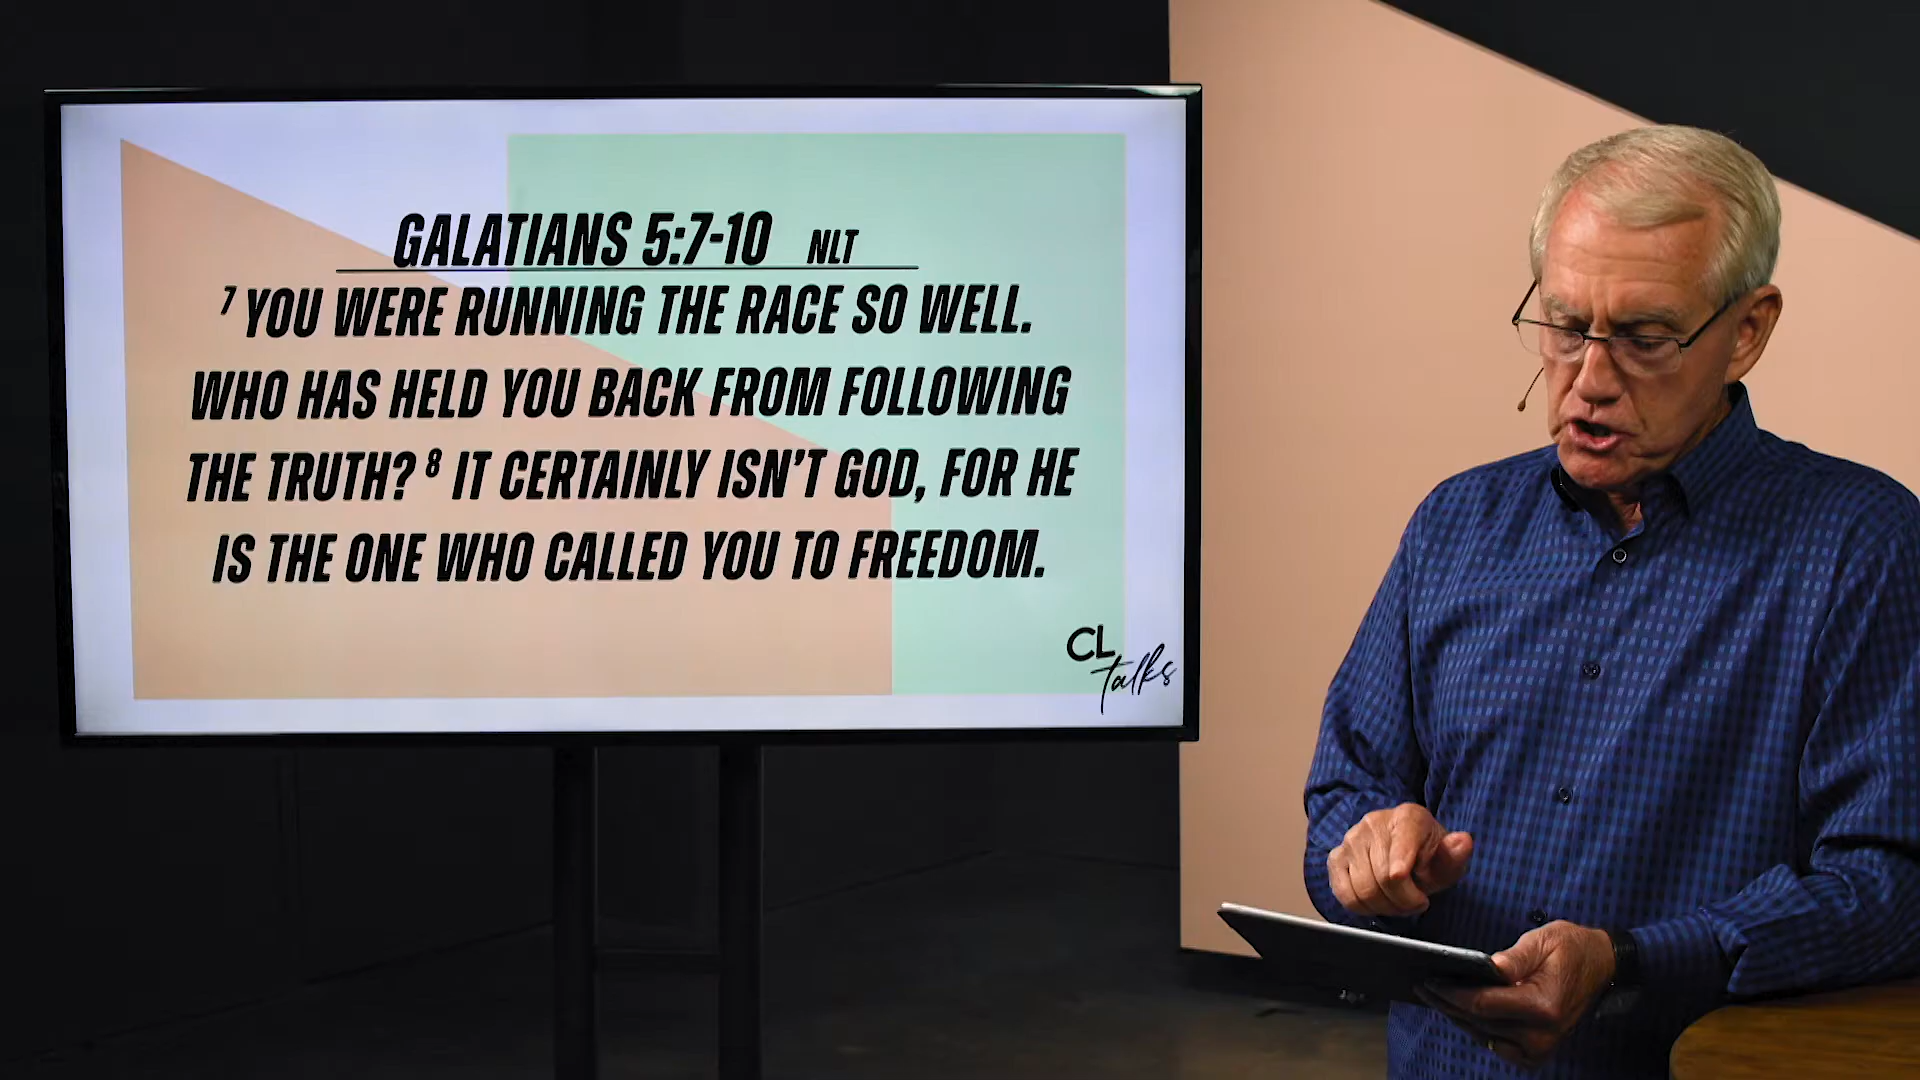 GALATIANS 5:7-10 NLT
7 YOU WERE RUNNING THE RACE SO WELL.
WHO HAS HELD YOU BACK FROM FOLLOWING
THE TRUTH? 8 IT CERTAINLY ISN'T GOD, FOR HE
IS THE ONE WHO CALLED YOU TO FREEDOM.
CL
talks